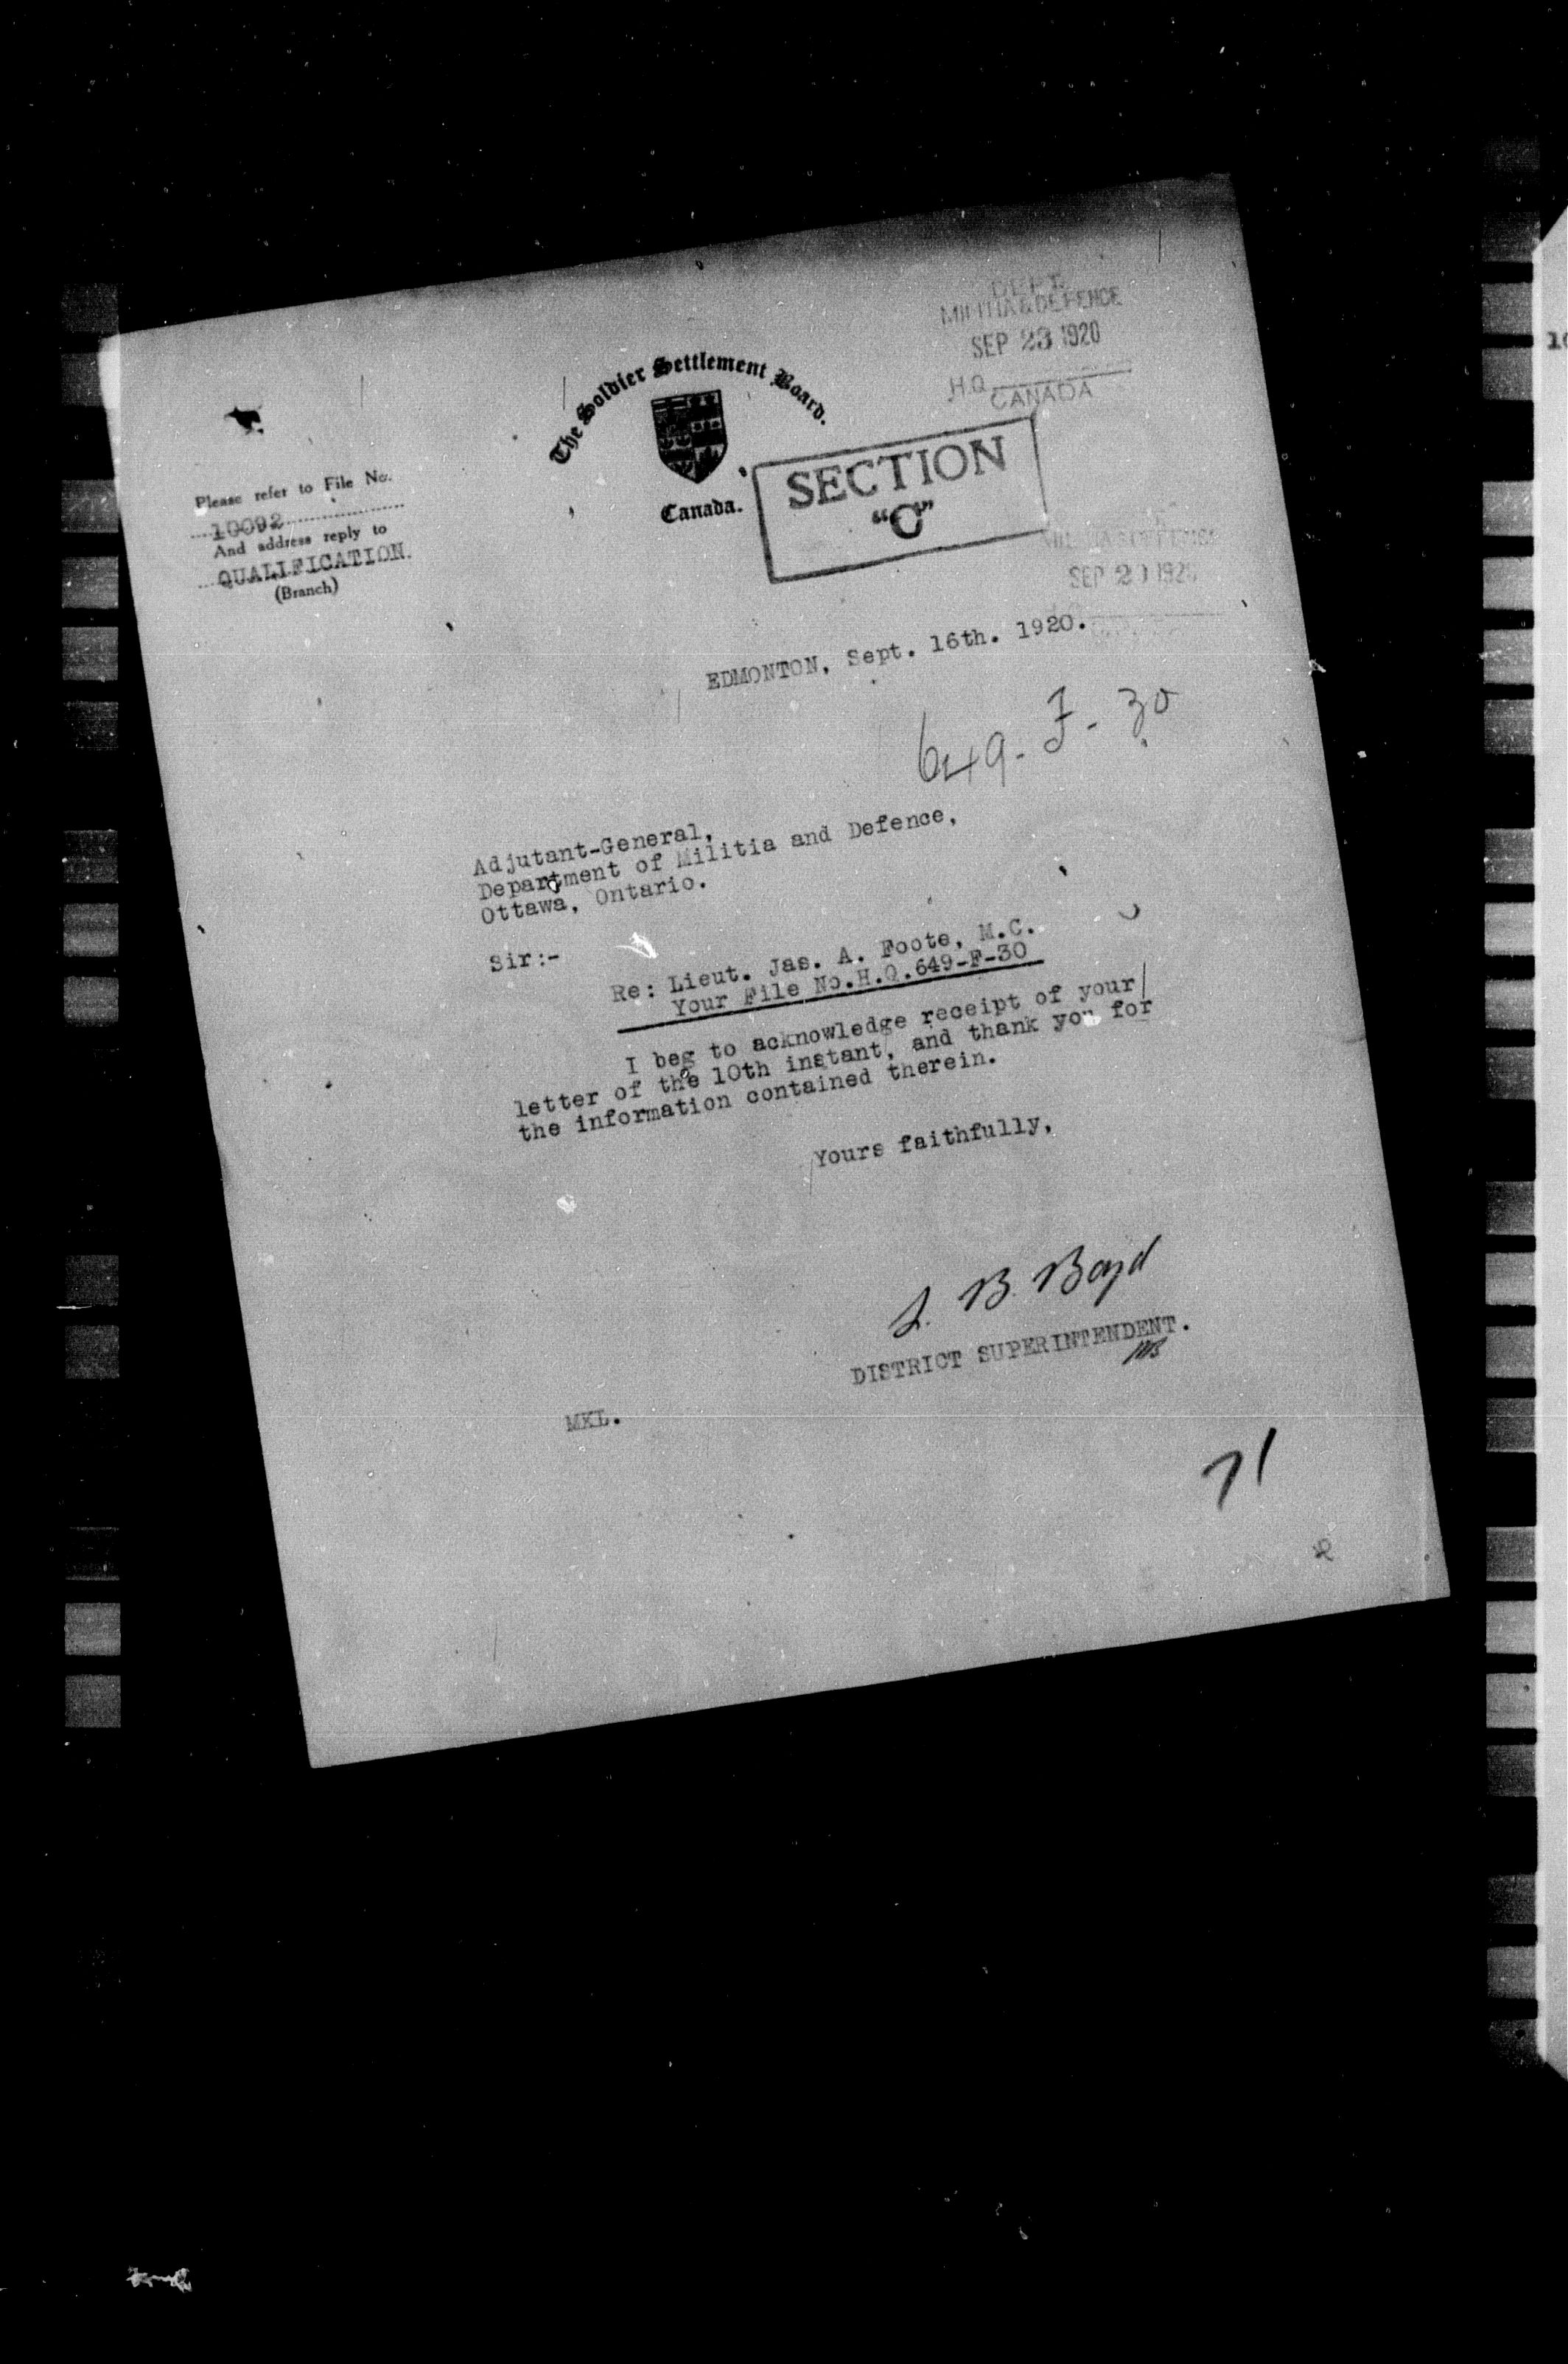 DEPT.
MILITIA & DEFENCE
SEP 23 1920
H.Q.
CANADA
The Soldier Settlement Board.
Canada.
SECTION
"C"
Please refer to File No.
10092
And address reply to
QUALIFICATION.
(Branch)
SEP 20 192
EDMONTON, Sept. 16th. 1920.
649-F-30
Adjutant-General,
Department of Militia and Defence,
Ottawa, Ontario.
Sir:-
Re: Lieut. Jas. A. Foote, M.C.
Your File No.H.Q.649-F-30
I beg to acknowledge receipt of your
letter of the 10th instant, and thank you for
the information contained therein.
Yours faithfully,
B. Boyd
DISTRICT SUPERINTENDENT.
MKL.
71